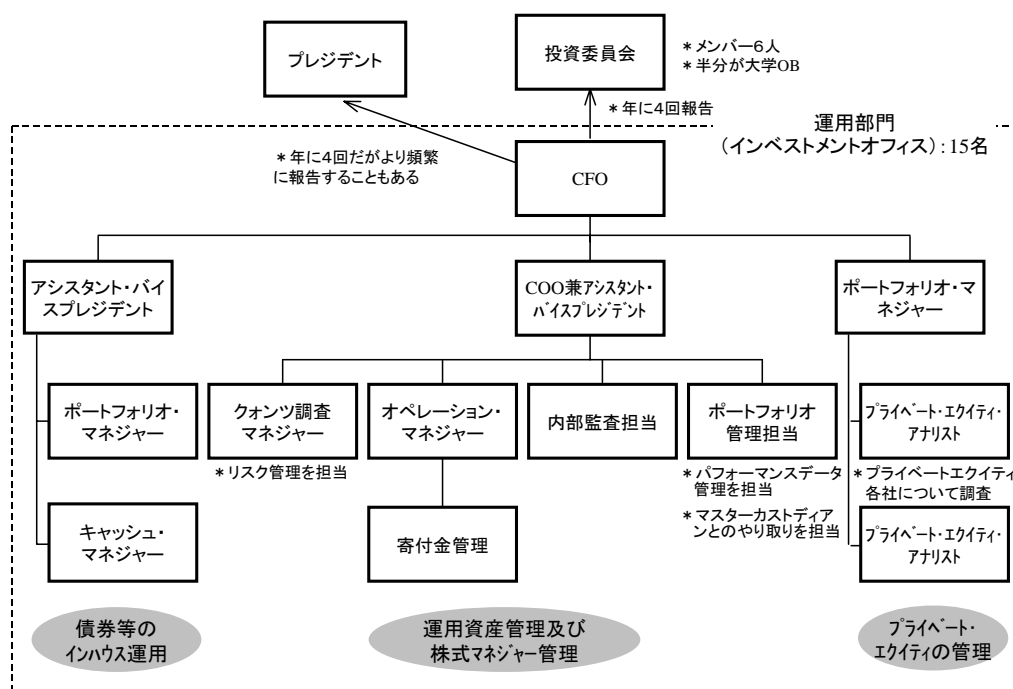 プレジデント
投資委員会
＊メンバー６人
＊半分が大学OB
＊年に４回報告
運用部門
（インベストメントオフィス）：15名
＊年に４回だがより頻繁
に報告することもある
CFO
アシスタント・バイ
スプレジデント
COO兼アシスタント・
ﾊﾞｲｽﾌﾟﾚｼﾞﾃﾞﾝﾄ
ポートフォリオ・マ
ネジャー
ポートフォリオ・
マネジャー
クォンツ調査
マネジャー
オペレーション・
マネジャー
内部監査担当
ポートフォリオ
管理担当
ﾌﾟﾗｲﾍﾞｰﾄ・ｴｸｲﾃｨ・
ｱﾅﾘｽﾄ
＊リスク管理を担当
＊パフォーマンスデータ
管理を担当
＊マスターカストディア
ンとのやり取りを担当
＊プライベートエクイティ
各社について調査
キャッシュ・
マネジャー
寄付金管理
ﾌﾟﾗｲﾍﾞｰﾄ・ｴｸｲﾃｨ・
ｱﾅﾘｽﾄ
債券等の
ｲﾝﾊｳｽ運用
運用資産管理及び
株式ﾏﾈｼﾞｬｰ管理
ﾌﾟﾗｲﾍﾞｰﾄ・
ｴｸｲﾃｨの管理